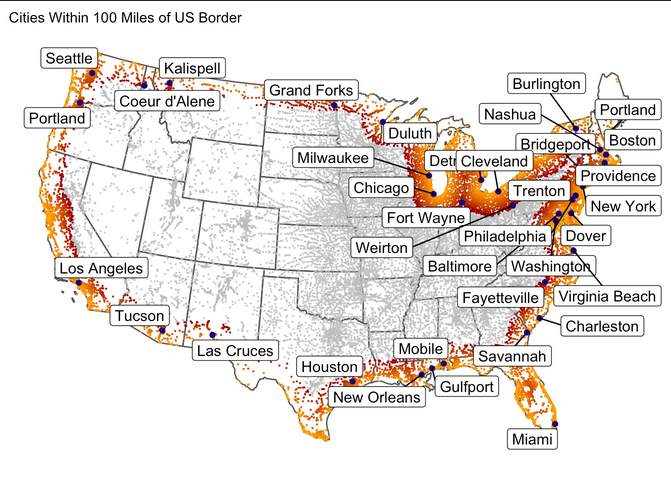 Cities Within 100 Miles of US Border
Seattle
Kalispell
Coeur d'Alene
Grand Forks
Burlington
Portland
Portland
Nashua
Duluth
Boston
Bridgeport
Milwaukee
Detr
Cleveland
Providence
Chicago
Trenton
New York
Fort Wayne
Weirton
Philadelphia
Dover
Baltimore
Washington
Los Angeles
Fayetteville
Virginia Beach
Tucson
Charleston
Las Cruces
Mobile
Savannah
Houston
Gulfport
New Orleans
Miami